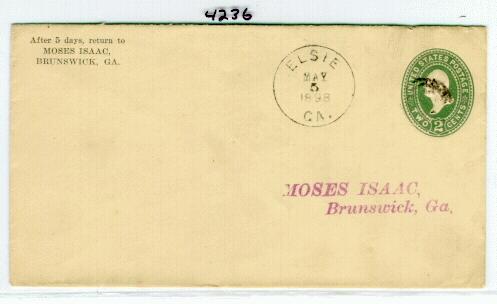 4236
After 5 days, return to
MOSES ISAAC,
BRUNSWICK, GA.
ELSIE
MAY
5
1898
GA.
UNITED STATES POSTAGE
TWO 2 CENTS
MOSES ISAAC,
Brunswick, Ga,